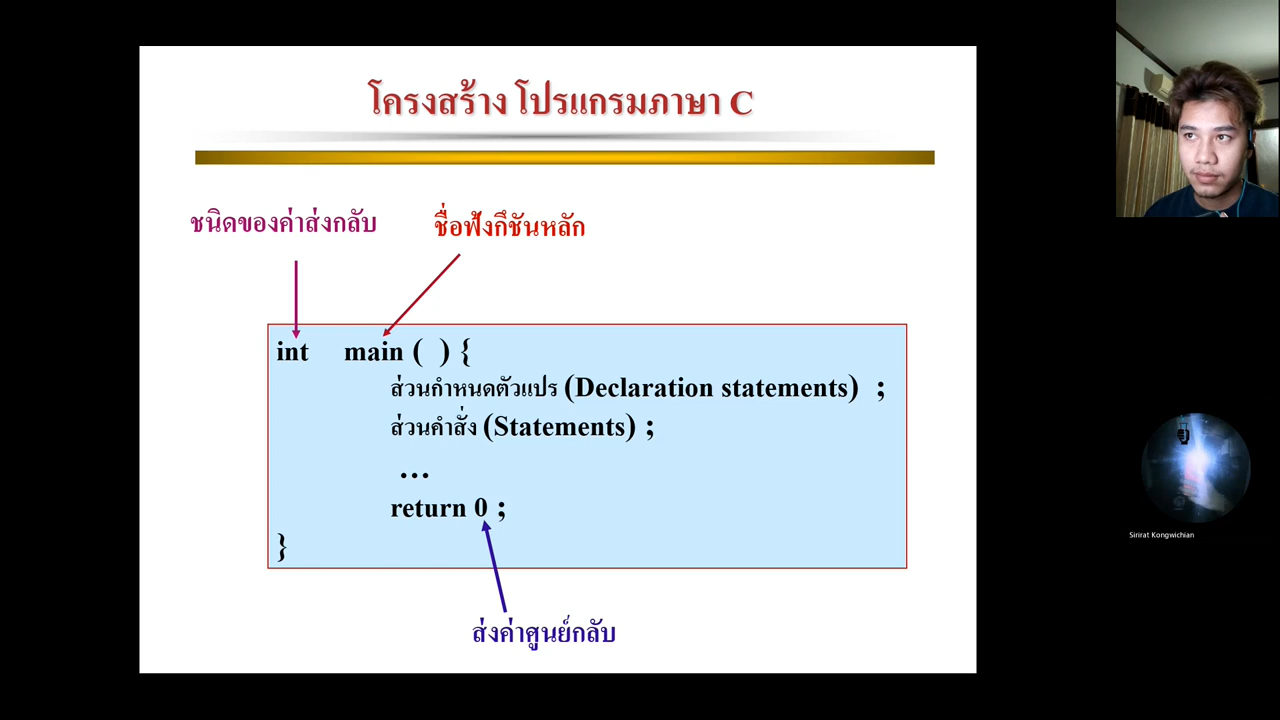 โครงสร้าง โปรแกรมภาษา C
ชนิดของค่าส่งกลับ
ชื่อฟังก์ชันหลัก
int main ( ) {
ส่วนกำหนดตัวแปร (Declaration statements) ;
ส่วนคำสั่ง (Statements) ;
...
return 0 ;
}
ส่งค่าศูนย์กลับ
Sirirat Kongwichian